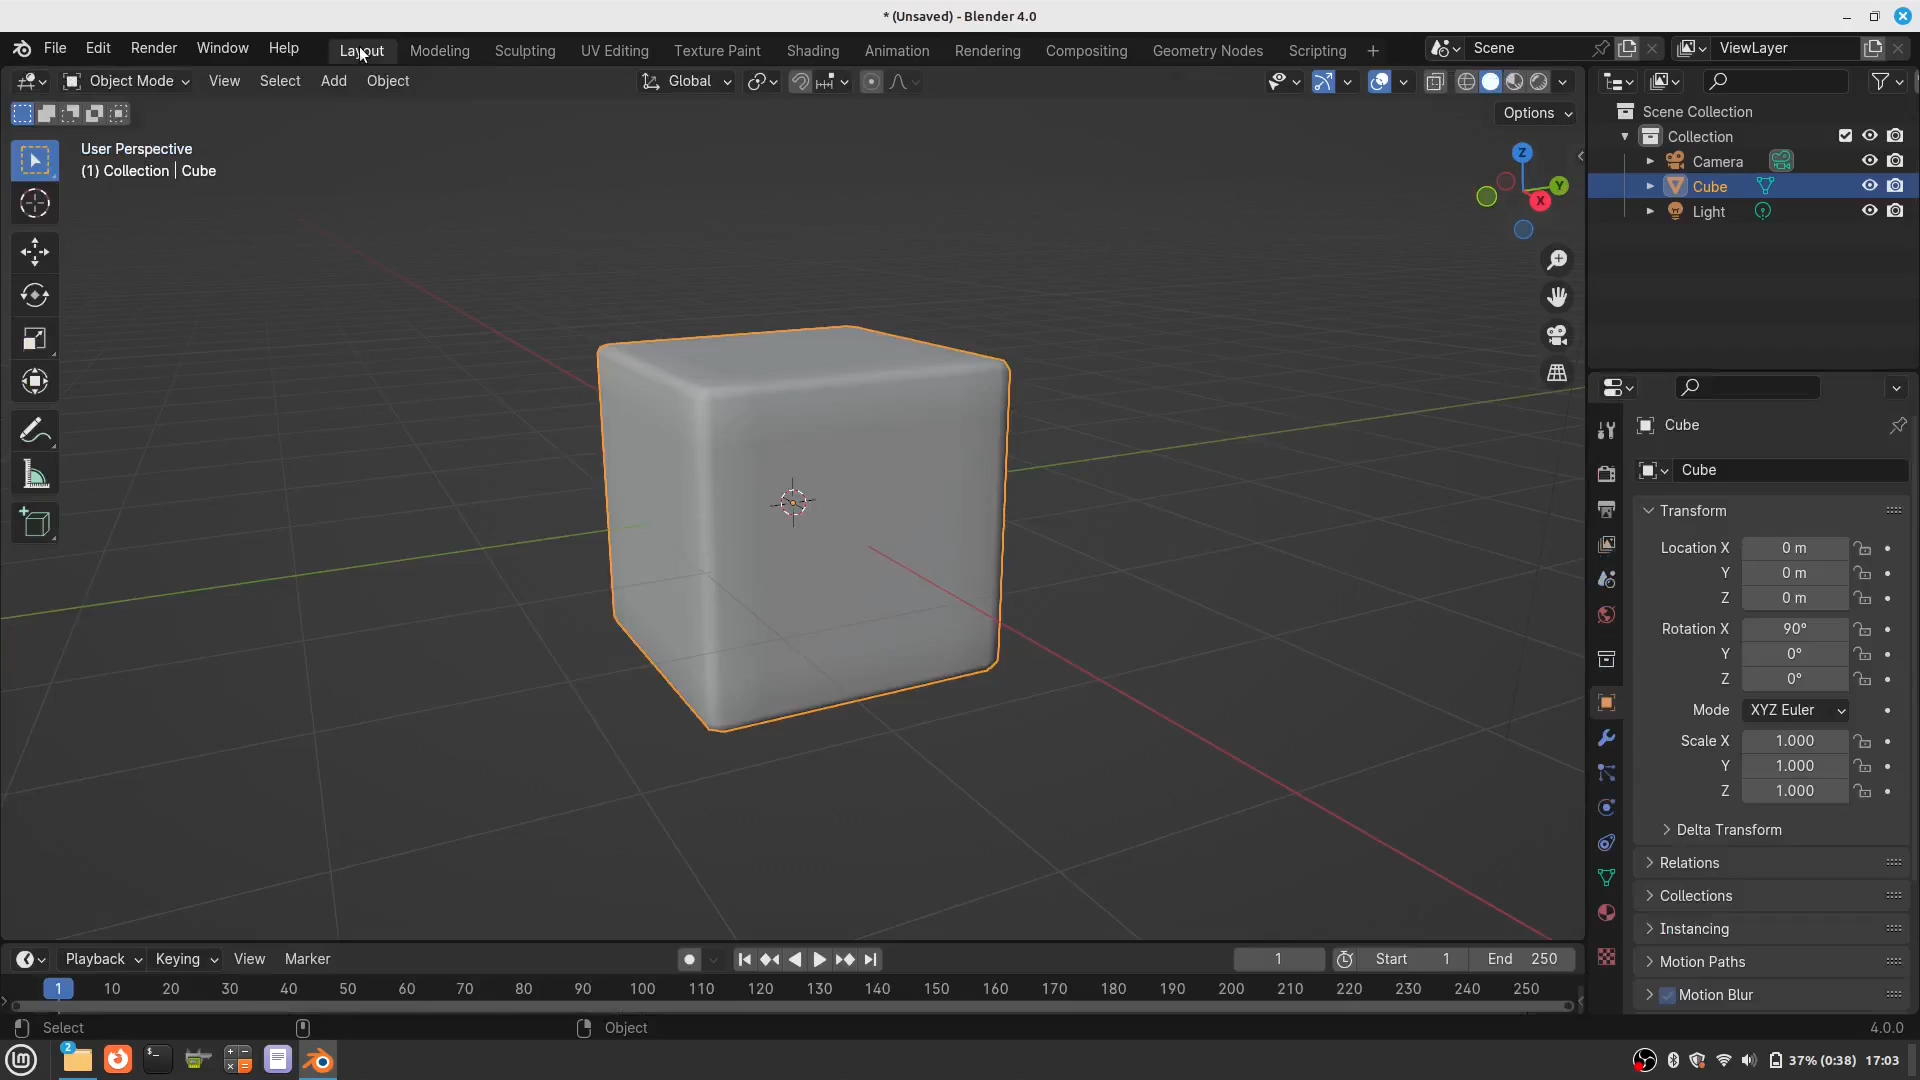 * (Unsaved) - Blender 4.0
File Edit Render Window Help Layout Modeling Sculpting UV Editing Texture Paint Shading Animation Rendering Compositing Geometry Nodes Scripting + Scene ViewLayer
Object Mode View Select Add Object Global
Options
User Perspective
(1) Collection | Cube
Z
Y
X
Scene Collection
Collection
Camera
Cube
Light
Cube
Cube
Transform
Location X 0 m
Y 0 m
Z 0 m
Rotation X 90°
Y 0°
Z 0°
Mode XYZ Euler
Scale X 1.000
Y 1.000
Z 1.000
Delta Transform
Relations
Collections
Instancing
Motion Paths
Motion Blur
Playback Keying View Marker 1 Start 1 End 250
1 10 20 30 40 50 60 70 80 90 100 110 120 130 140 150 160 170 180 190 200 210 220 230 240 250
Select Object 4.0.0
2 37% (0:38) 17:03